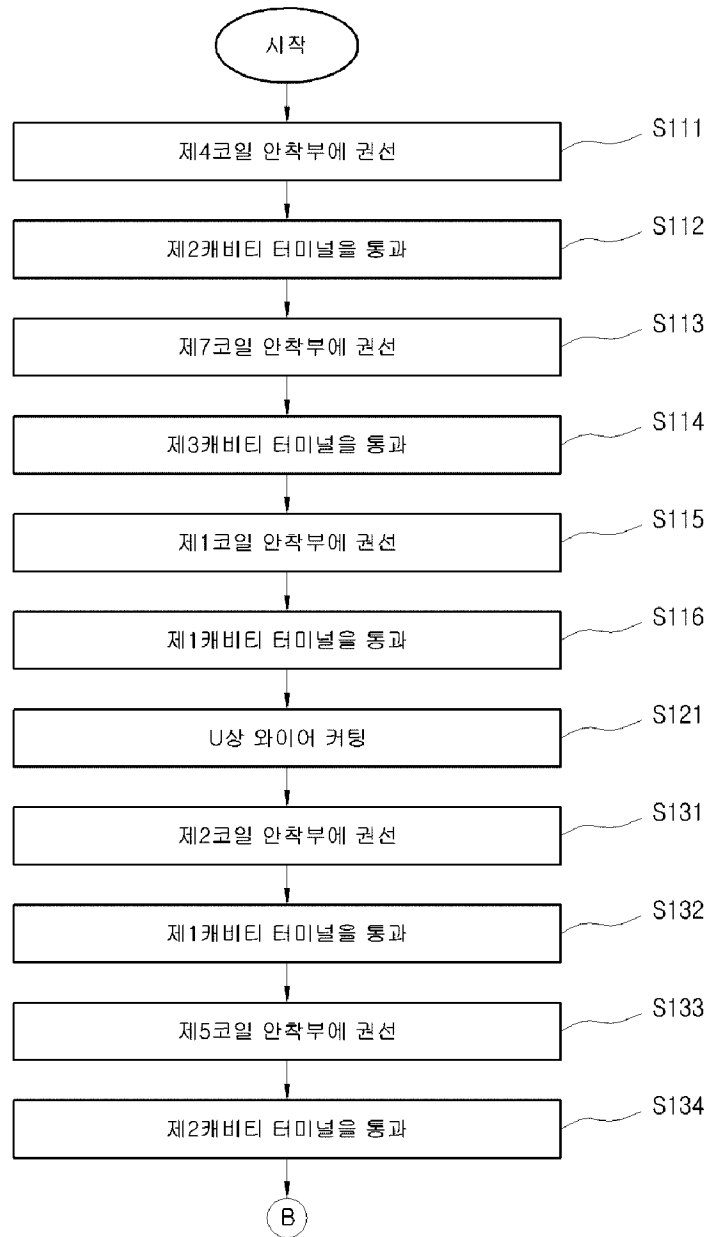 시작
제4코일 안착부에 권선
S111
제2캐비티 터미널을 통과
S112
제7코일 안착부에 권선
S113
제3캐비티 터미널을 통과
S114
제1코일 안착부에 권선
S115
제1캐비티 터미널을 통과
S116
U상 와이어 커팅
S121
제2코일 안착부에 권선
S131
제1캐비티 터미널을 통과
S132
제5코일 안착부에 권선
S133
제2캐비티 터미널을 통과
S134
B